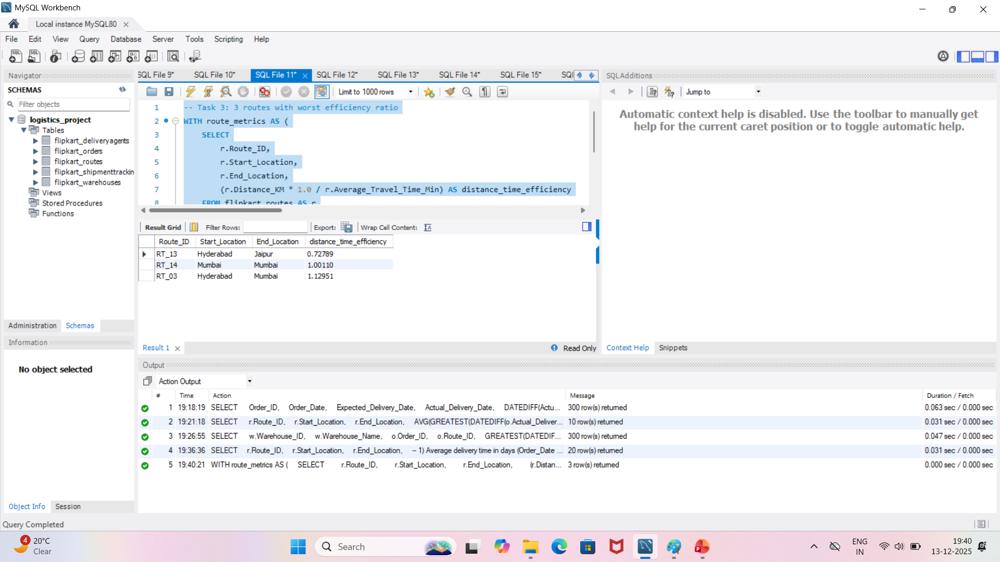 MySQL Workbench
Local instance MySQL80
File Edit View Query Database Server Tools Scripting Help
Navigator
SCHEMAS
Filter objects
logistics_project
Tables
flipkart_deliveryagents
flipkart_orders
flipkart_routes
flipkart_shipmenttrackin
flipkart_warehouses
Views
Stored Procedures
Functions
Administration Schemas
Information
No object selected
Object Info Session
SQL File 9* SQL File 10* SQL File 11* SQL File 12* SQL File 13* SQL File 14* SQL File 15* SQL
Limit to 1000 rows
1 -- Task 3: 3 routes with worst efficiency ratio
2 WITH route_metrics AS (
3 SELECT
4 r.Route_ID,
5 r.Start_Location,
6 r.End_Location,
7 (r.Distance_KM * 1.0 / r.Average_Travel_Time_Min) AS distance_time_efficiency
8 FROM flipkart_routes AS r
Result Grid Filter Rows: Export: Wrap Cell Content:
Route_ID Start_Location End_Location distance_time_efficiency
RT_13 Hyderabad Jaipur 0.72789
RT_14 Mumbai Mumbai 1.00110
RT_03 Hyderabad Mumbai 1.12951
Result 1
Read Only
SQLAdditions
Jump to
Automatic context help is disabled. Use the toolbar to manually get
help for the current caret position or to toggle automatic help.
Context Help Snippets
Output
Action Output
# Time Action Message Duration / Fetch
1 19:18:19 SELECT Order_ID, Order_Date, Expected_Delivery_Date, Actual_Delivery_Date, DATEDIFF(Actu... 300 row(s) returned 0.063 sec / 0.000 sec
2 19:21:18 SELECT r.Route_ID, r.Start_Location, r.End_Location, AVG(GREATEST(DATEDIFF(o.Actual_Deliver... 10 row(s) returned 0.031 sec / 0.000 sec
3 19:26:55 SELECT w.Warehouse_ID, w.Warehouse_Name, o.Order_ID, o.Route_ID, GREATEST(DATEDIF... 300 row(s) returned 0.047 sec / 0.000 sec
4 19:36:36 SELECT r.Route_ID, r.Start_Location, r.End_Location, -- 1) Average delivery time in days (Order_Date ... 20 row(s) returned 0.031 sec / 0.000 sec
5 19:40:21 WITH route_metrics AS ( SELECT r.Route_ID, r.Start_Location, r.End_Location, (r.Distan... 3 row(s) returned 0.000 sec / 0.000 sec
Query Completed
4
20°C
Clear
Search
ENG
IN
19:40
13-12-2025